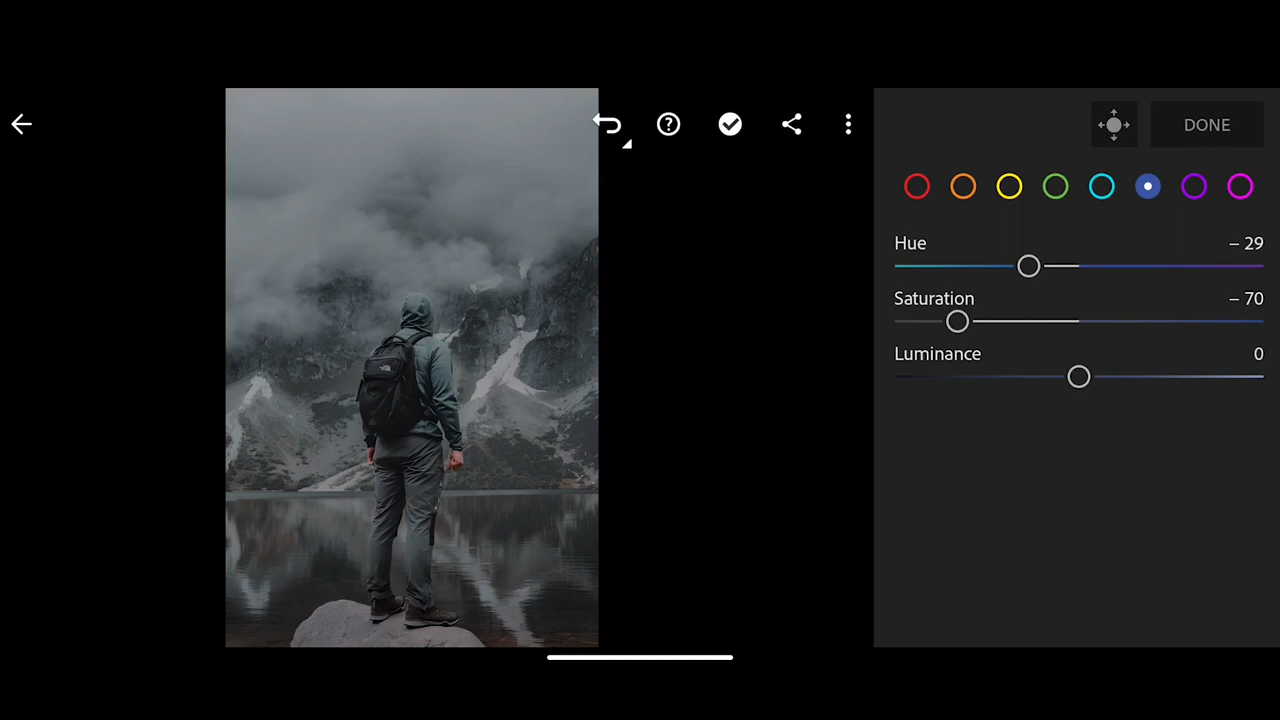 DONE
Hue – 29
Saturation – 70
Luminance 0